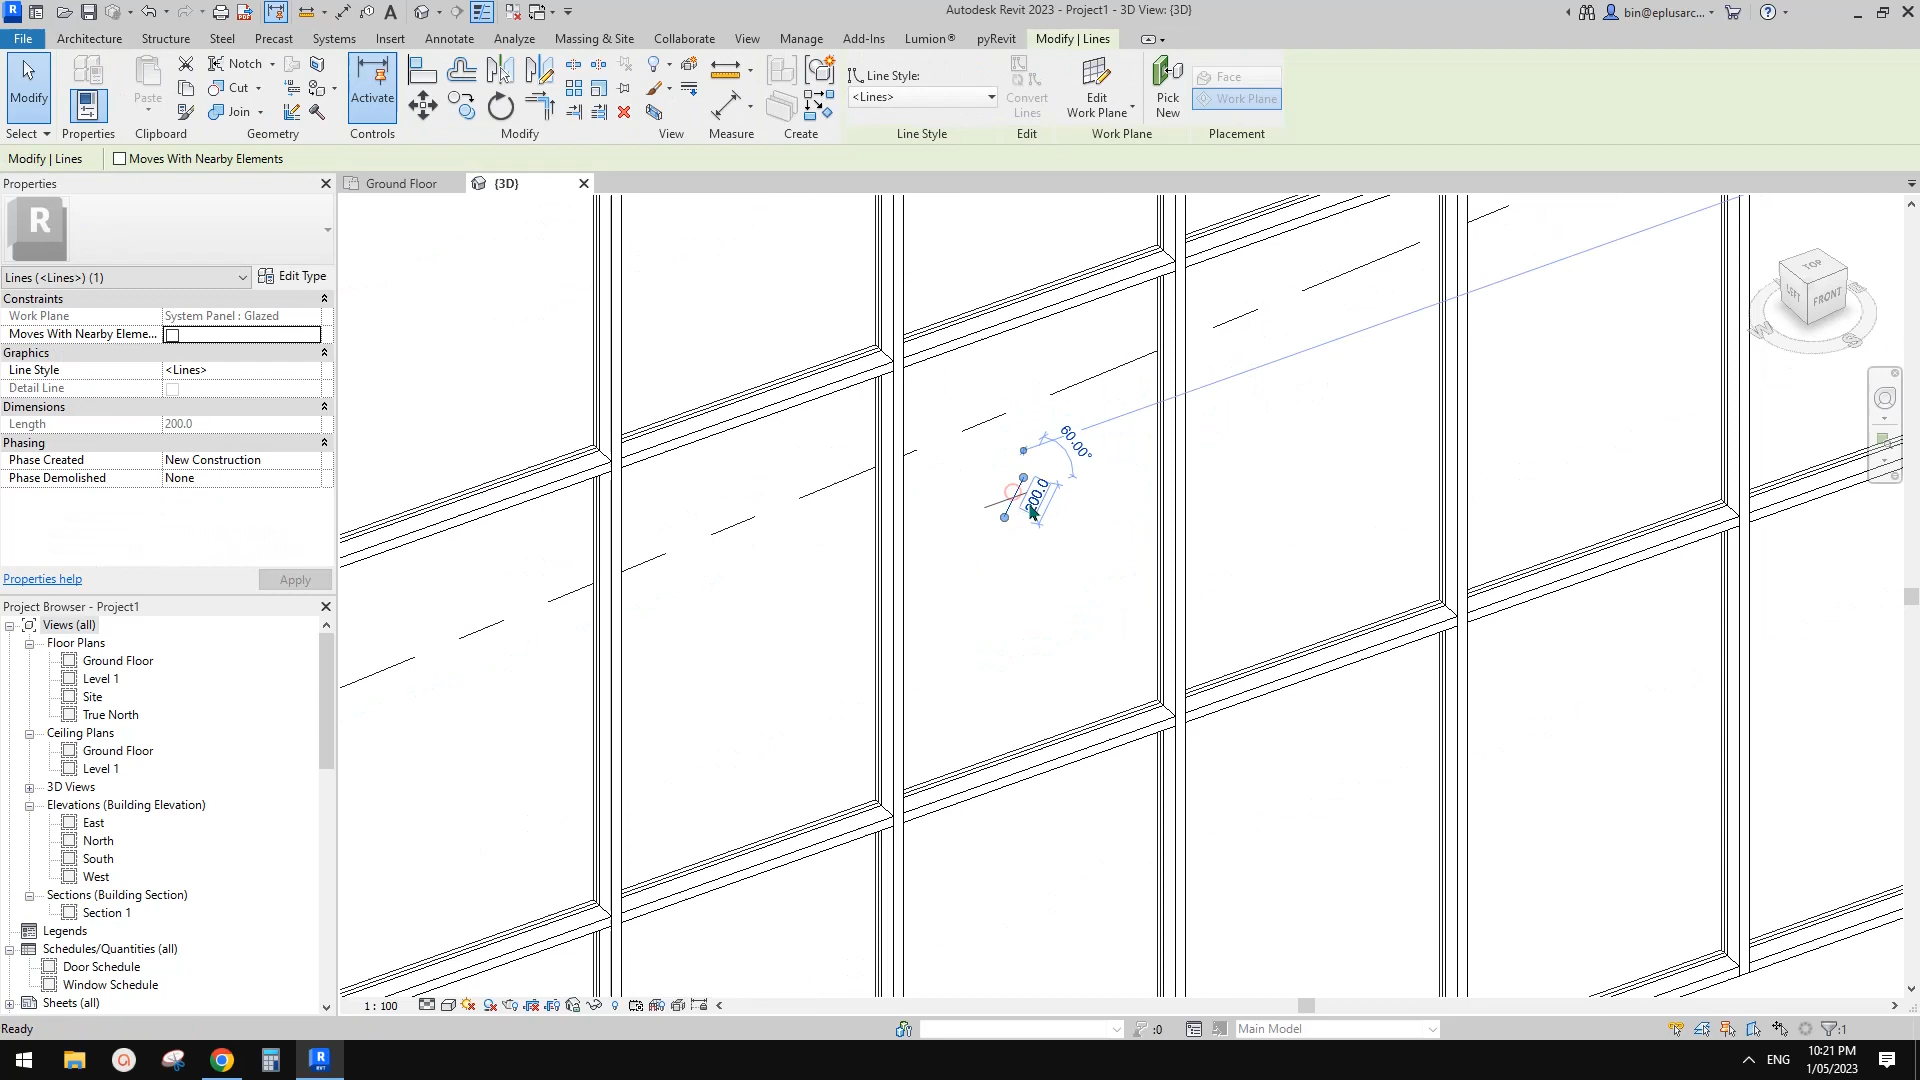 Autodesk Revit 2023 - Project1 - 3D View: {3D}
bin@eplusarc...
File Architecture Structure Steel Precast Systems Insert Annotate Analyze Massing & Site Collaborate View Manage Add-Ins Lumion® pyRevit Modify | Lines
Modify
Paste
Notch
Cut
Join
Activate
Line Style:
<Lines>
Convert
Lines
Edit
Work Plane
Pick
New
Face
Work Plane
Select Properties Clipboard Geometry Controls Modify View Measure Create Line Style Edit Work Plane Placement
Modify | Lines Moves With Nearby Elements
Properties
Ground Floor
{3D}
R
Lines (<Lines>) (1)
Edit Type
Constraints
Work Plane System Panel : Glazed
Moves With Nearby Eleme...
Graphics
Line Style <Lines>
Detail Line
Dimensions
Length 200.0
Phasing
Phase Created New Construction
Phase Demolished None
Properties help
Apply
60.00°
200.0
TOP
LEFT
FRONT
W
S
Project Browser - Project1
Views (all)
Floor Plans
Ground Floor
Level 1
Site
True North
Ceiling Plans
Ground Floor
Level 1
3D Views
Elevations (Building Elevation)
East
North
South
West
Sections (Building Section)
Section 1
Legends
Schedules/Quantities (all)
Door Schedule
Window Schedule
Sheets (all)
1 : 100
Ready
:0
Main Model
:1
ENG
10:21 PM
1/05/2023